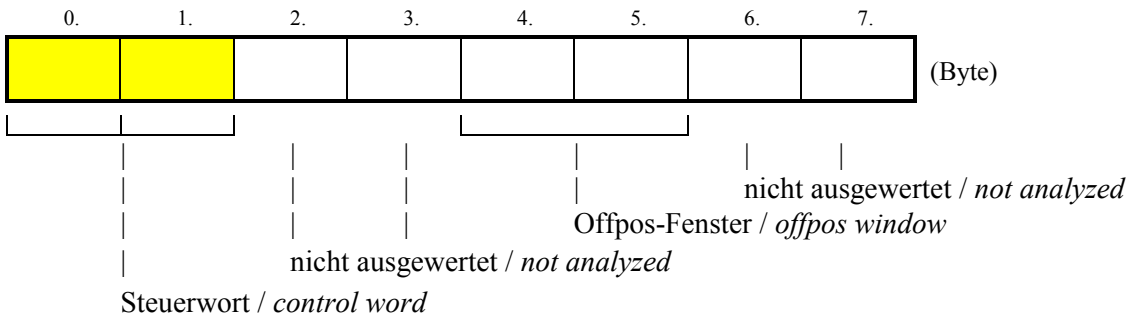 0. 1. 2. 3. 4. 5. 6. 7.
(Byte)
nicht ausgewertet / not analyzed
Offpos-Fenster / offpos window
nicht ausgewertet / not analyzed
Steuerwort / control word